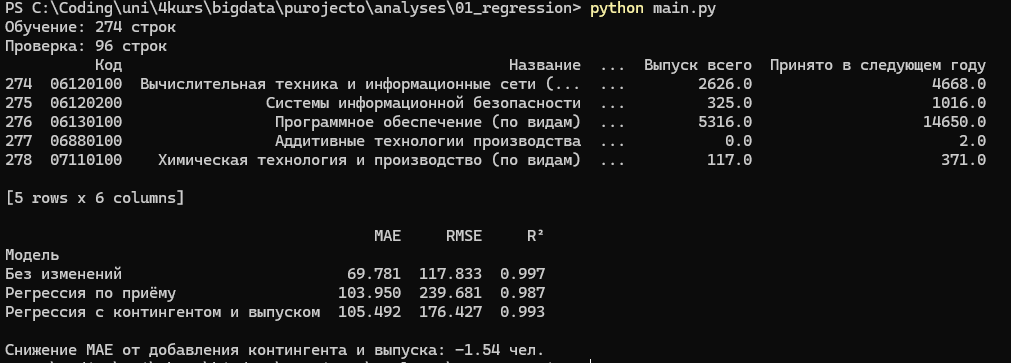 PS C:\Coding\uni\4kurs\bigdata\purojecto\analyses\01_regression> python main.py
Обучение: 274 строк
Проверка: 96 строк
Код Название ... Выпуск всего Принято в следующем году
274 06120100 Вычислительная техника и информационные сети (... ... 2626.0 4668.0
275 06120200 Системы информационной безопасности ... 325.0 1016.0
276 06130100 Программное обеспечение (по видам) ... 5316.0 14650.0
277 06880100 Аддитивные технологии производства ... 0.0 2.0
278 07110100 Химическая технология и производство (по видам) ... 117.0 371.0
[5 rows x 6 columns]
MAE RMSE R²
Модель
Без изменений 69.781 117.833 0.997
Регрессия по приёму 103.950 239.681 0.987
Регрессия с контингентом и выпуском 105.492 176.427 0.993
Снижение MAE от добавления контингента и выпуска: -1.54 чел.